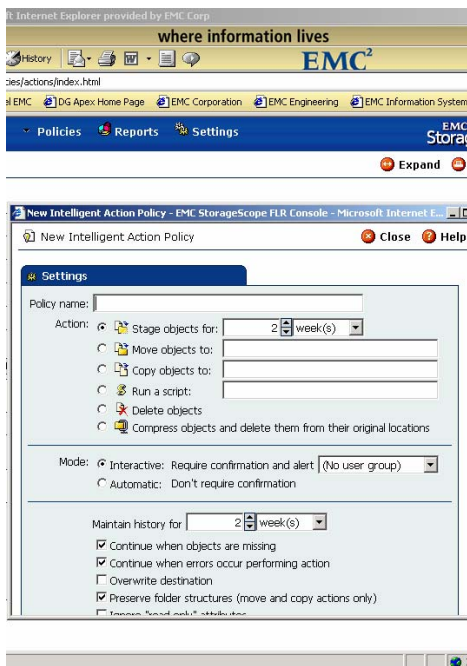 ft Internet Explorer provided by EMC Corp
where information lives
History
EMC²
cies/actions/index.html
el EMC DG Apex Home Page EMC Corporation EMC Engineering EMC Information System
Policies Reports Settings
EMC
Storag
Expand
New Intelligent Action Policy - EMC StorageScope FLR Console - Microsoft Internet E...
New Intelligent Action Policy Close Help
Settings
Policy name:
Action: Stage objects for: 2 week(s)
Move objects to:
Copy objects to:
Run a script:
Delete objects
Compress objects and delete them from their original locations
Mode: Interactive: Require confirmation and alert (No user group)
Automatic: Don't require confirmation
Maintain history for 2 week(s)
Continue when objects are missing
Continue when errors occur performing action
Overwrite destination
Preserve folder structures (move and copy actions only)
Ignore "read only" attributes